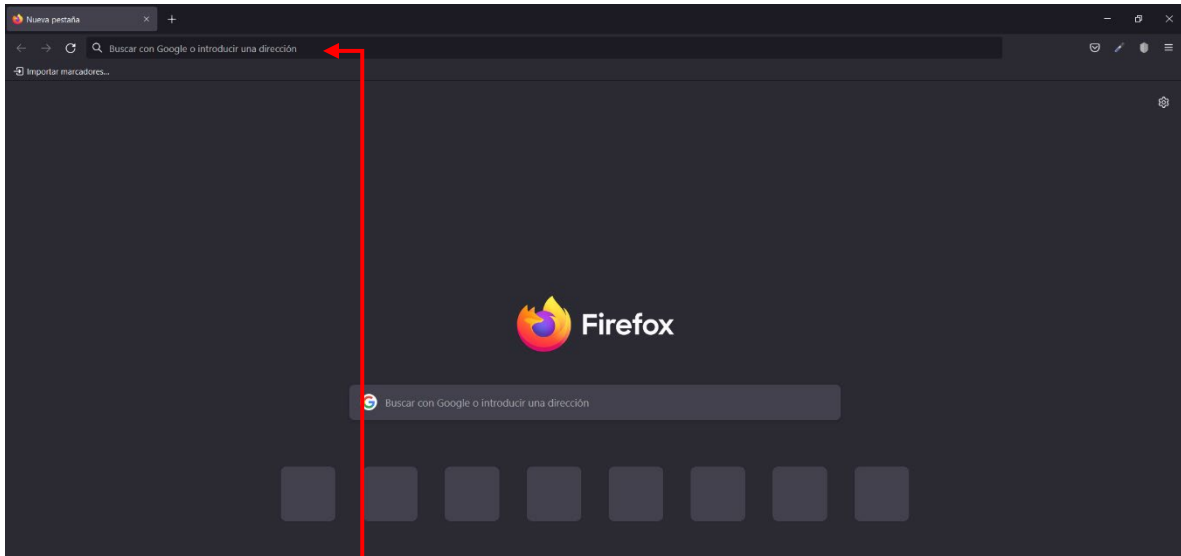 Nueva pestaña
Buscar con Google o introducir una dirección
Importar marcadores...
Firefox
Buscar con Google o introducir una dirección